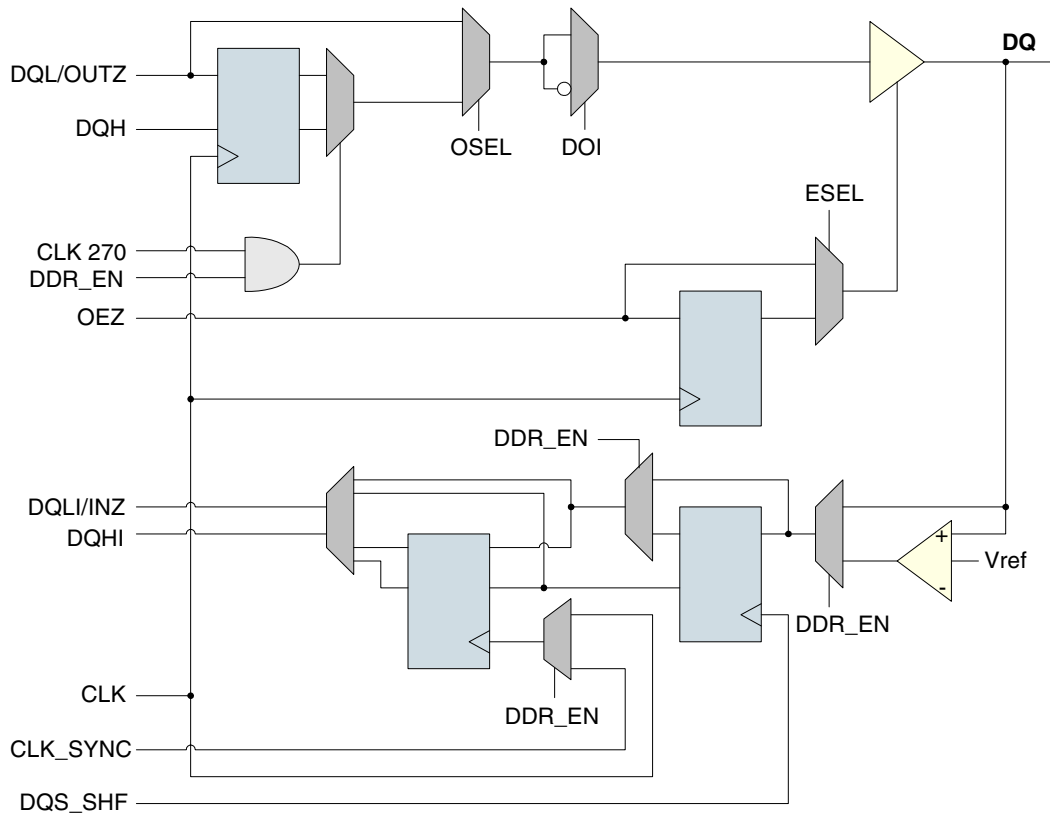 DQ
DQL/OUTZ
DQH
OSEL
DOI
ESEL
CLK 270
DDR_EN
OEZ
DDR_EN
DQLI/INZ
DQHI
+
Vref
-
DDR_EN
CLK
DDR_EN
CLK_SYNC
DQS_SHF